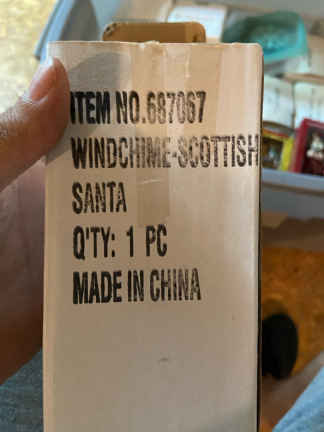 ITEM NO.687067
WINDCHIME-SCOTTISH
SANTA
Q'TY: 1 PC
MADE IN CHINA